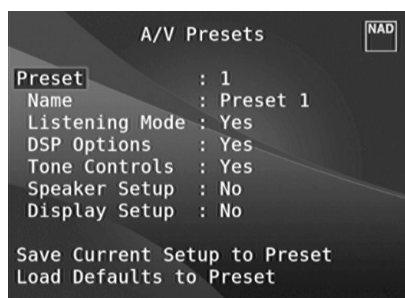 A/V Presets
NAD
Preset : 1
Name : Preset 1
Listening Mode : Yes
DSP Options : Yes
Tone Controls : Yes
Speaker Setup : No
Display Setup : No
Save Current Setup to Preset
Load Defaults to Preset